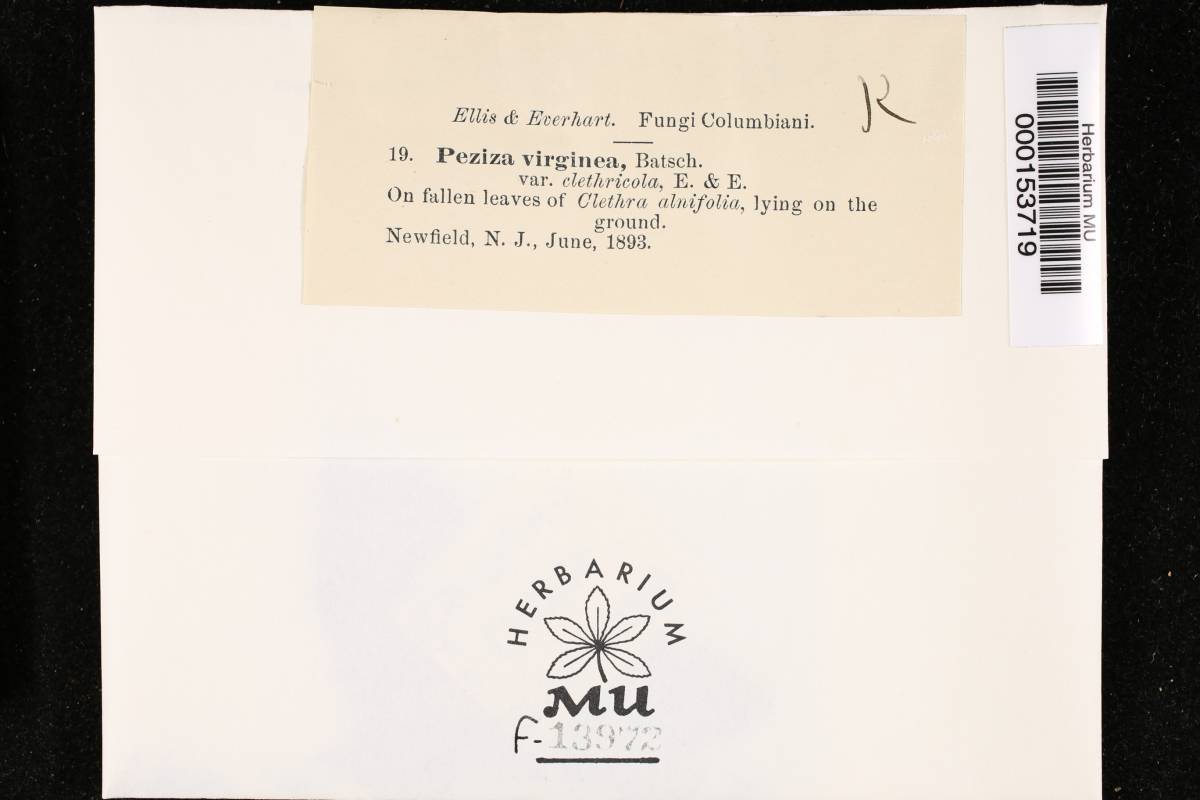 Ellis & Everhart. Fungi Columbiani.
R
19. Peziza virginea, Batsch.
var. clethricola, E. & E.
On fallen leaves of Clethra alnifolia, lying on the
ground.
Newfield, N. J., June, 1893.
Herbarium MU
000153719
HERBARIUM
MU
F-13972